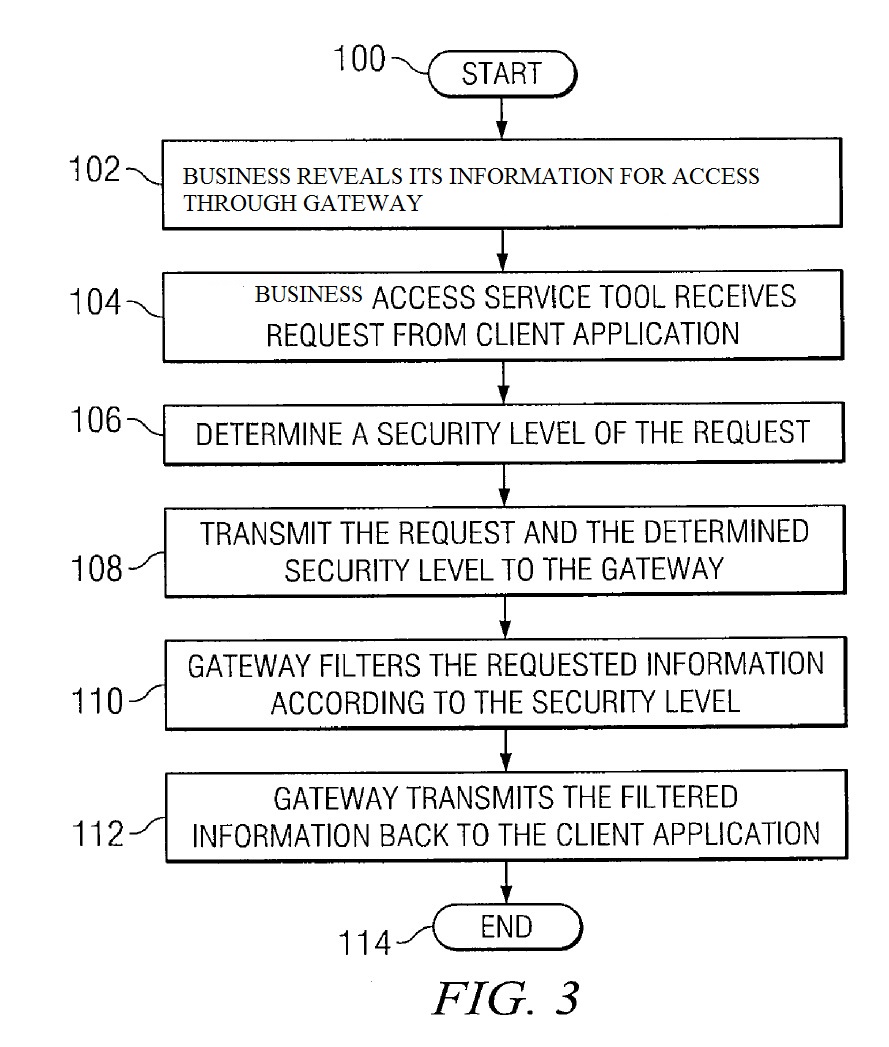 100
START
102
BUSINESS REVEALS ITS INFORMATION FOR ACCESS
THROUGH GATEWAY
104
BUSINESS ACCESS SERVICE TOOL RECEIVES
REQUEST FROM CLIENT APPLICATION
106
DETERMINE A SECURITY LEVEL OF THE REQUEST
108
TRANSMIT THE REQUEST AND THE DETERMINED
SECURITY LEVEL TO THE GATEWAY
110
GATEWAY FILTERS THE REQUESTED INFORMATION
ACCORDING TO THE SECURITY LEVEL
112
GATEWAY TRANSMITS THE FILTERED
INFORMATION BACK TO THE CLIENT APPLICATION
114
END
FIG. 3